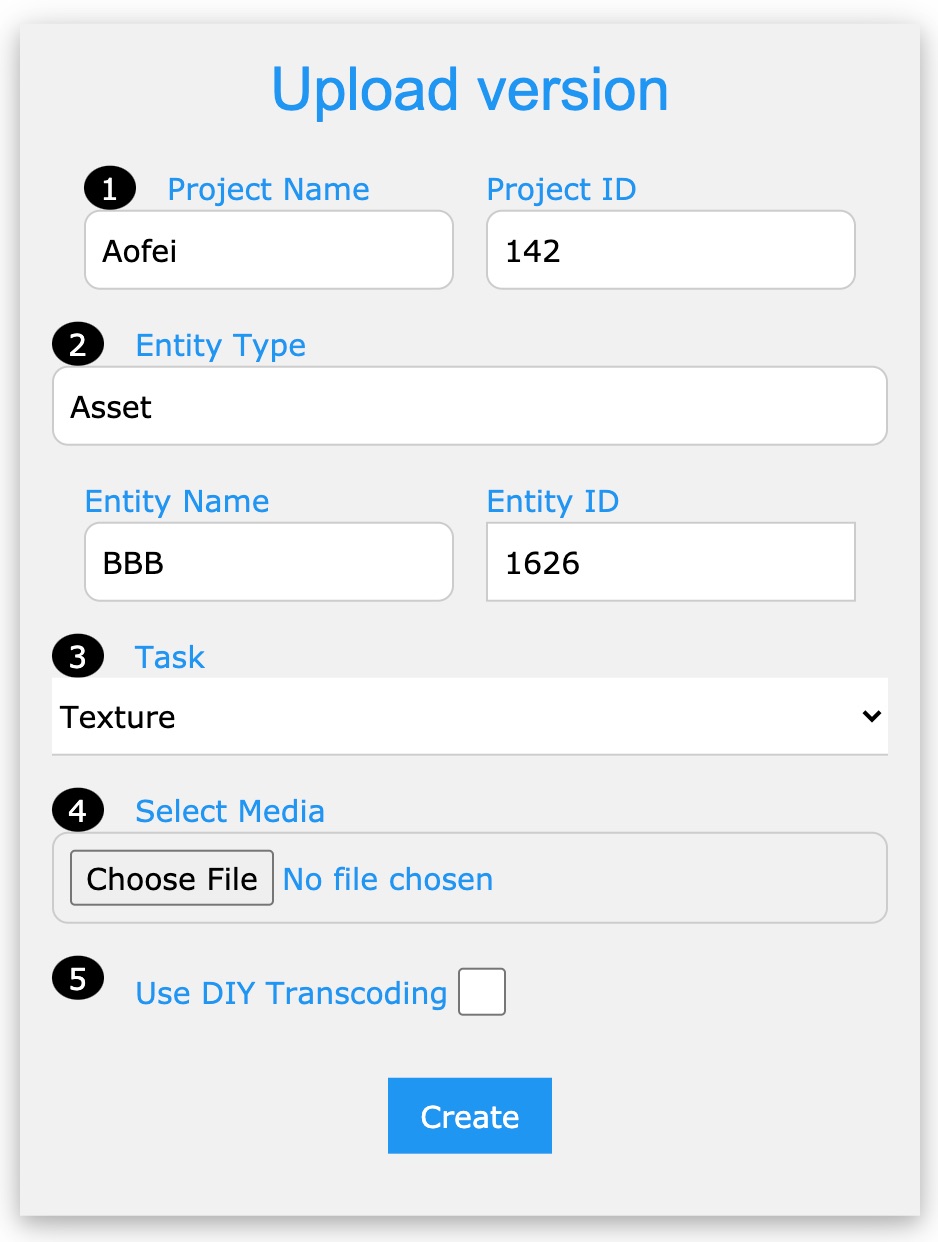 Upload version
1 Project Name Project ID
Aofei 142
2 Entity Type
Asset
Entity Name Entity ID
BBB 1626
3 Task
Texture
4 Select Media
Choose File No file chosen
5 Use DIY Transcoding
Create